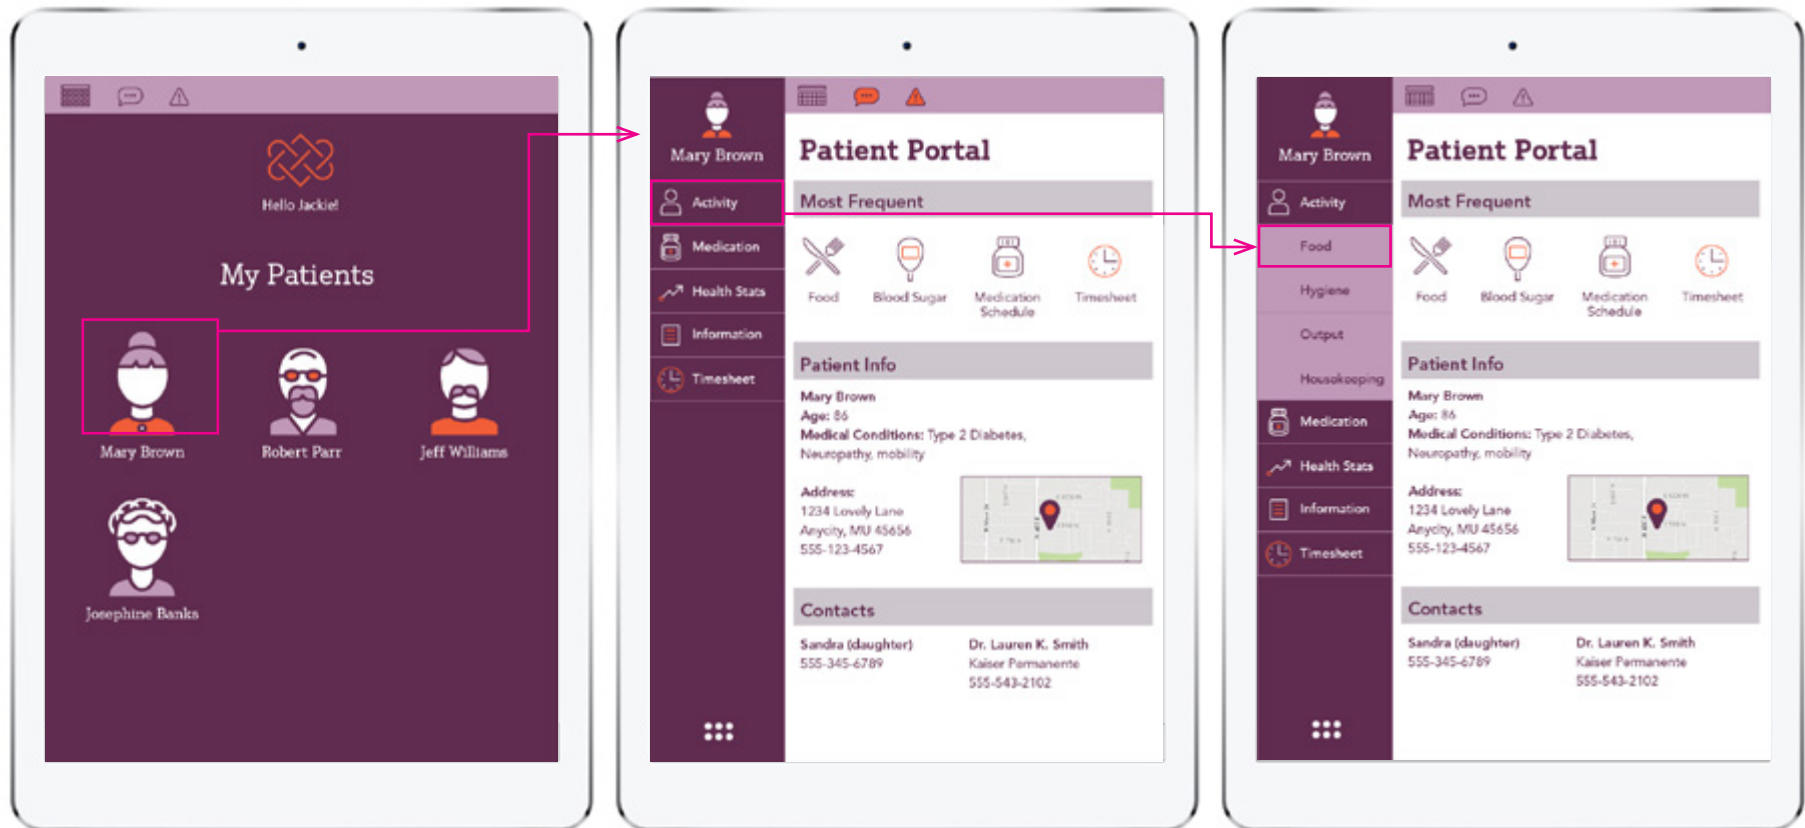 Hello Jackie!
My Patients
Mary Brown
Robert Parr
Jeff Williams
Josephine Banks
Mary Brown
Activity
Medication
Health Stats
Information
Timesheet
Patient Portal
Most Frequent
Food
Blood Sugar
Medication
Schedule
Timesheet
Patient Info
Mary Brown
Age: 86
Medical Conditions: Type 2 Diabetes,
Neuropathy, mobility
Address:
1234 Lovely Lane
Anycity, MU 45656
555-123-4567
Contacts
Sandra (daughter)
555-345-6789
Dr. Lauren K. Smith
Kaiser Permanente
555-543-2102
Mary Brown
Activity
Food
Hygiene
Output
Housekeeping
Medication
Health Stats
Information
Timesheet
Patient Portal
Most Frequent
Food
Blood Sugar
Medication
Schedule
Timesheet
Patient Info
Mary Brown
Age: 86
Medical Conditions: Type 2 Diabetes,
Neuropathy, mobility
Address:
1234 Lovely Lane
Anycity, MU 45656
555-123-4567
Contacts
Sandra (daughter)
555-345-6789
Dr. Lauren K. Smith
Kaiser Permanente
555-543-2102